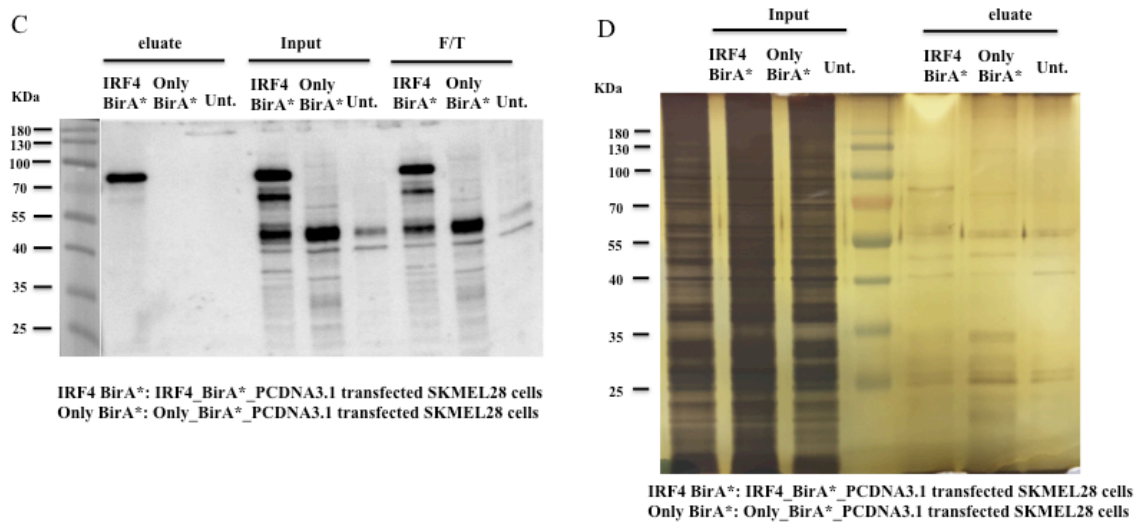 C
eluate Input F/T
IRF4 Only IRF4 Only IRF4 Only
KDa BirA* BirA* Unt. BirA* BirA* Unt. BirA* BirA* Unt.
180
130
100
70
55
40
35
25
IRF4 BirA*: IRF4_BirA*_PCDNA3.1 transfected SKMEL28 cells
Only BirA*: Only_BirA*_PCDNA3.1 transfected SKMEL28 cells
D
Input eluate
IRF4 Only IRF4 Only
BirA* BirA* Unt. BirA* BirA* Unt.
KDa
180
130
100
70
55
40
35
25
IRF4 BirA*: IRF4_BirA*_PCDNA3.1 transfected SKMEL28 cells
Only BirA*: Only_BirA*_PCDNA3.1 transfected SKMEL28 cells